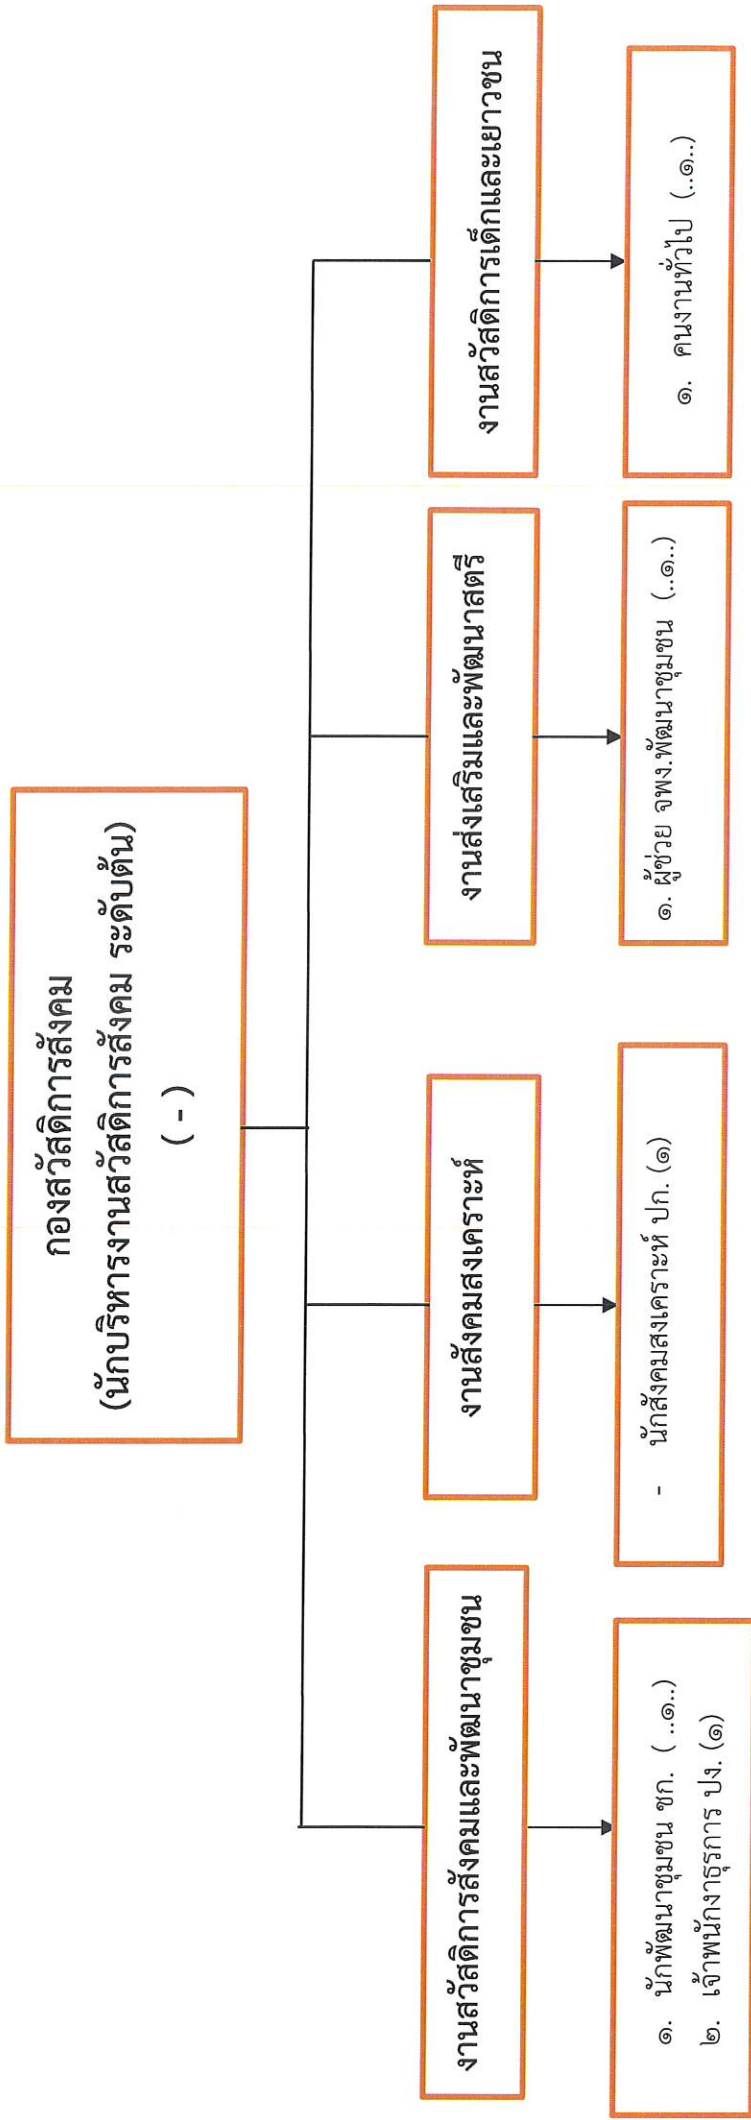 กองสวัสดิการสังคม
(นักบริหารงานสวัสดิการสังคม ระดับต้น)
( - )
งานสวัสดิการสังคมและพัฒนาชุมชน
๑. นักพัฒนาชุมชน ชก. ( ..๑..)
๒. เจ้าพนักงาธุรการ ปง. (๑)
งานสังคมสงเคราะห์
- นักสังคมสงเคราะห์ ปก. (๑)
งานส่งเสริมและพัฒนาสตรี
๑. ผู้ช่วย จพง.พัฒนาชุมชน (..๑..)
งานสวัสดิการเด็กและเยาวชน
๑. คนงานทั่วไป (..๑..)